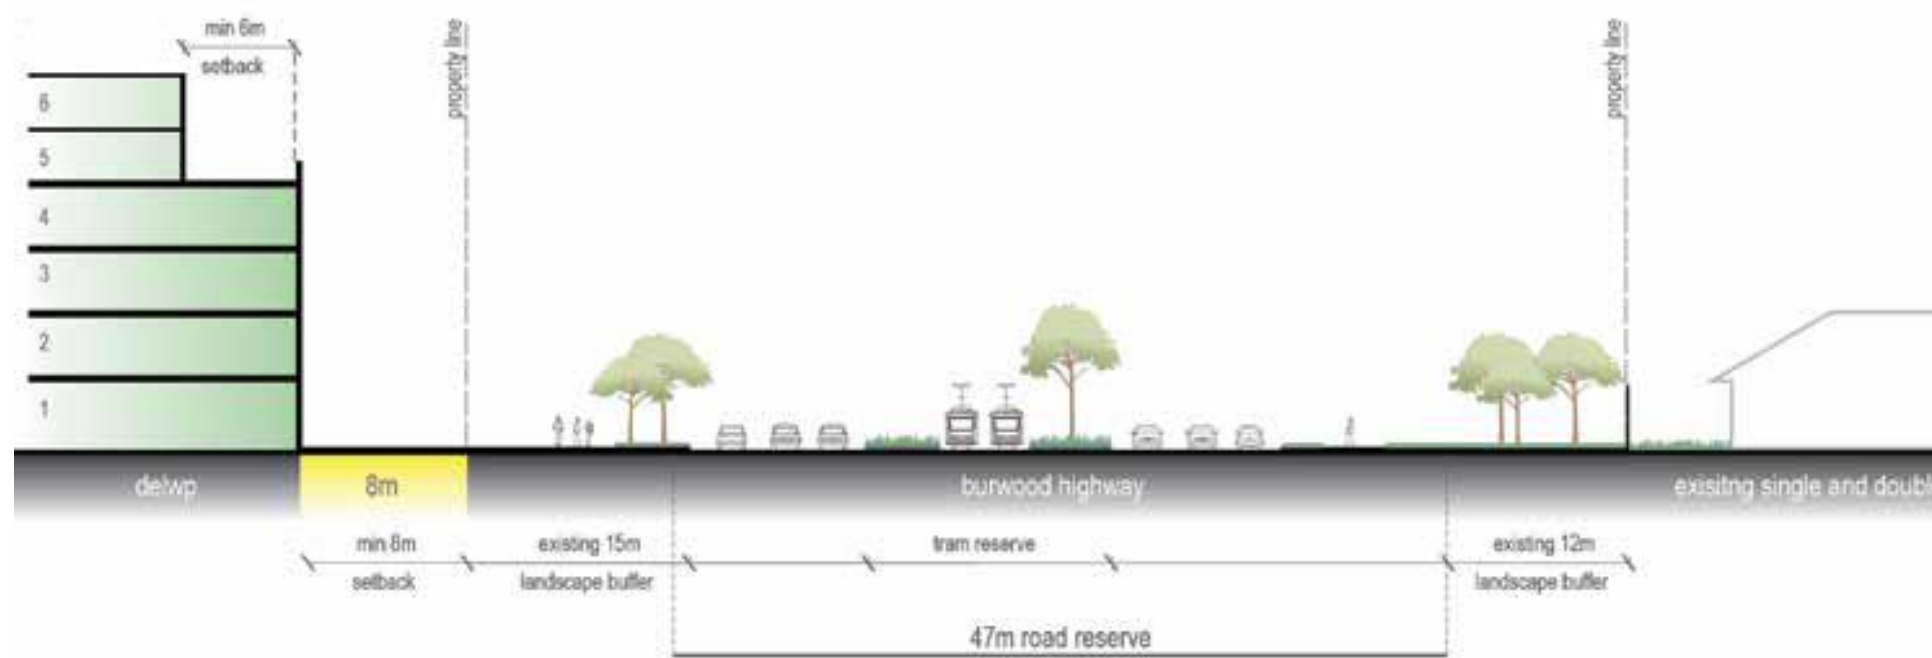 min 6m
setback
property line
property line
6
5
4
3
2
1
delwp
8m
burwood highway
exisitng single and doubl
min 8m
existing 15m
tram reserve
existing 12m
setback
landscape buffer
landscape buffer
47m road reserve